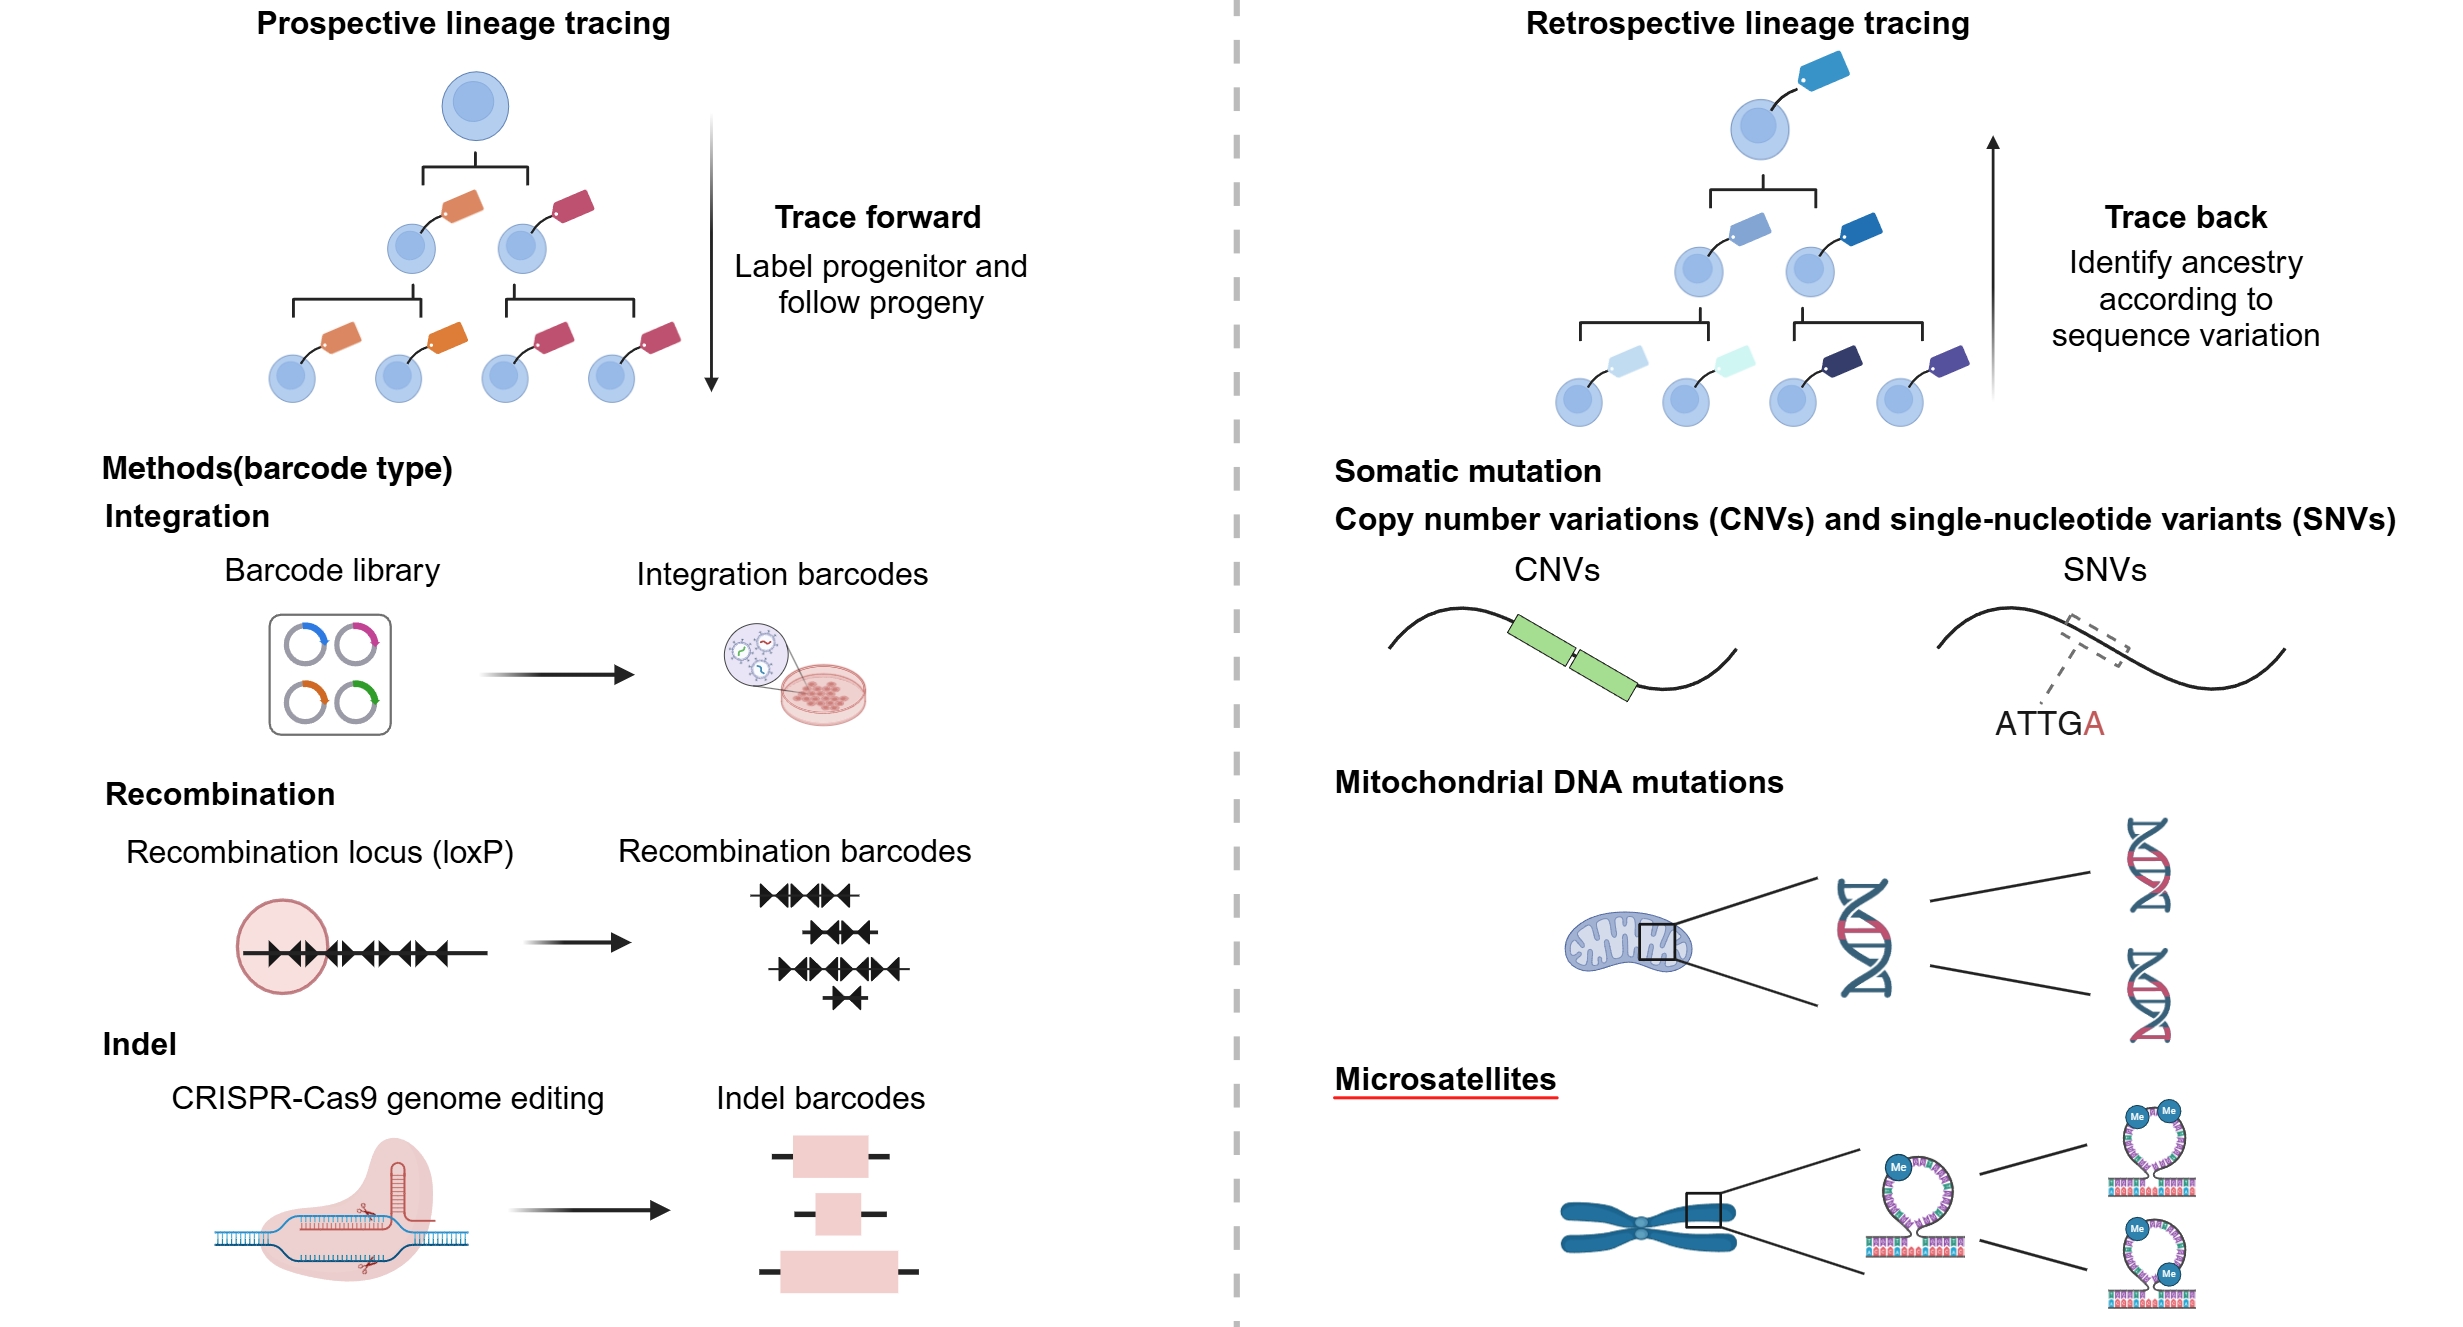 Prospective lineage tracing
Trace forward
Label progenitor and
follow progeny
Methods(barcode type)
Integration
Barcode library
Integration barcodes
Recombination
Recombination locus (loxP)
Recombination barcodes
Indel
CRISPR-Cas9 genome editing
Indel barcodes
Retrospective lineage tracing
Trace back
Identify ancestry
according to
sequence variation
Somatic mutation
Copy number variations (CNVs) and single-nucleotide variants (SNVs)
CNVs
SNVs
ATTGA
Mitochondrial DNA mutations
Microsatellites
Me
Me
Me
Me
Me